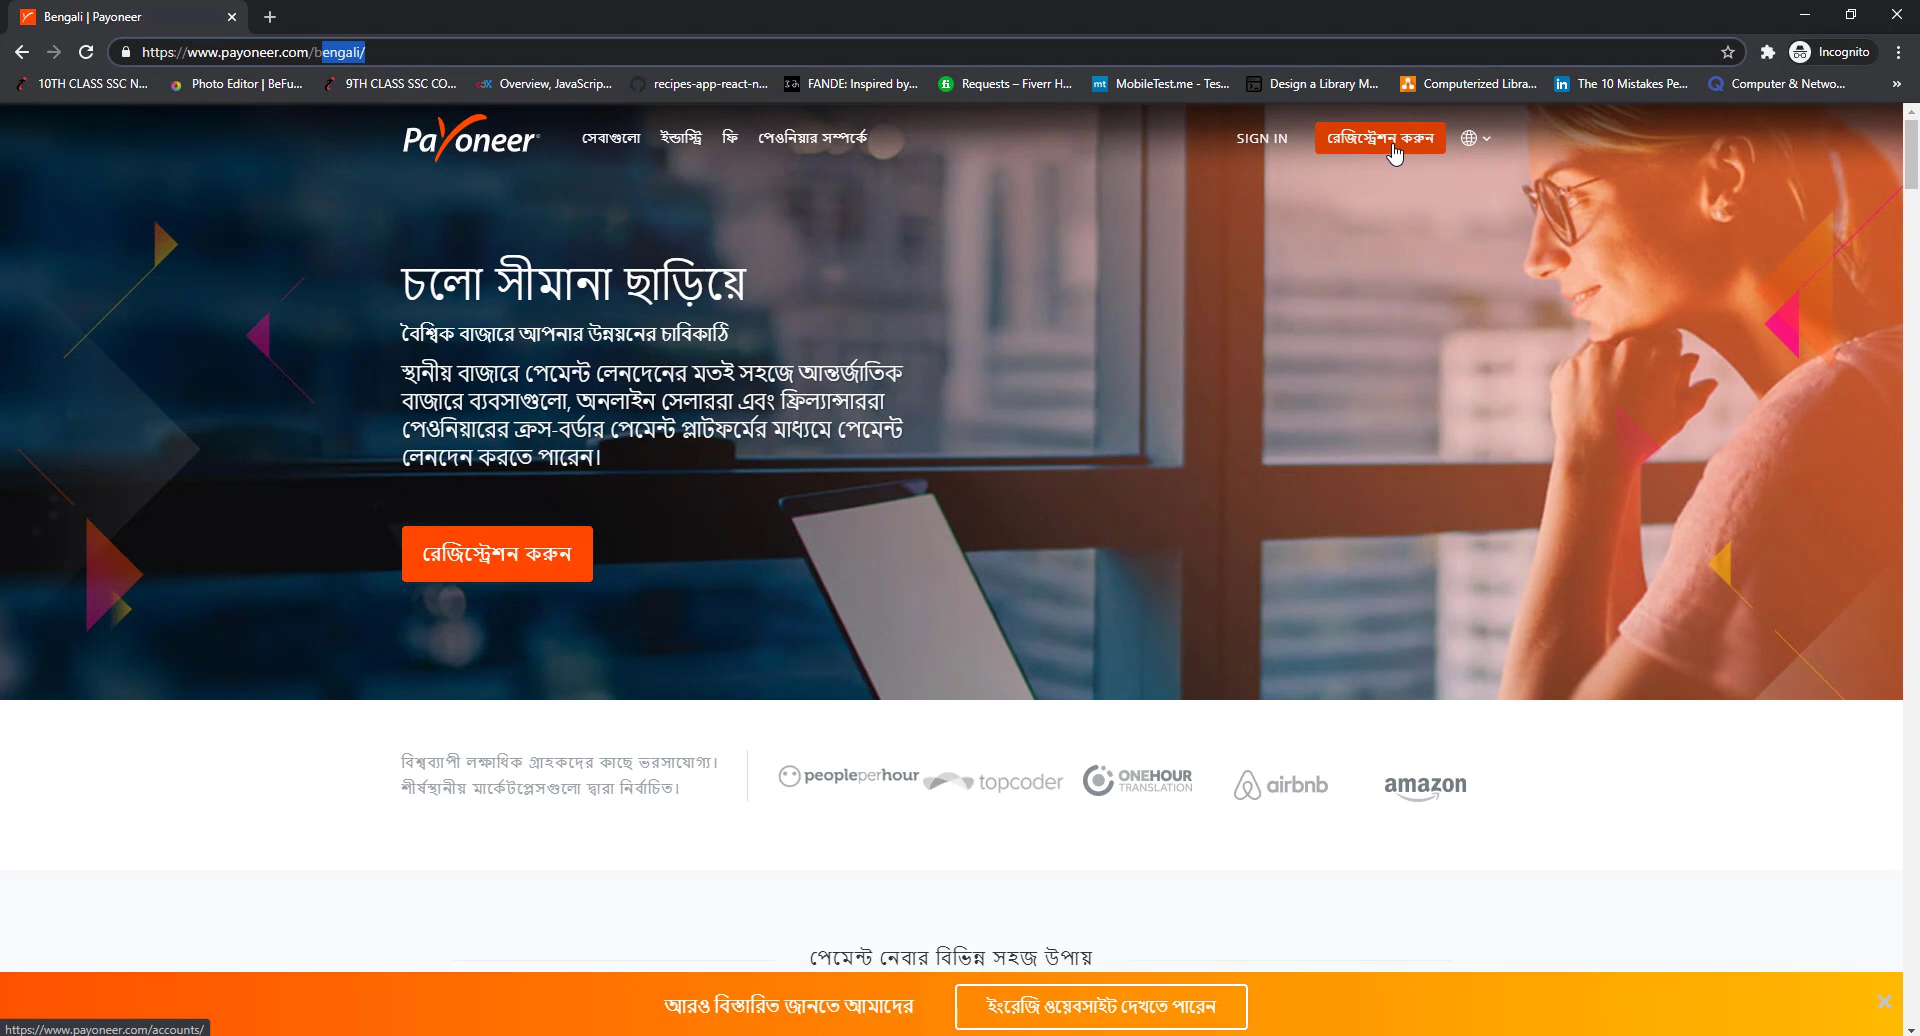 Bengali | Payoneer
https://www.payoneer.com/bengali/
Incognito
10TH CLASS SSC N...
Photo Editor | BeFu...
9TH CLASS SSC CO...
Overview, JavaScrip...
recipes-app-react-n...
FANDE: Inspired by...
Requests – Fiverr H...
MobileTest.me - Tes...
Design a Library M...
Computerized Libra...
The 10 Mistakes Pe...
Computer & Netwo...
Payoneer
সেবাগুলো
ইন্ডাস্ট্রি
ফি
পেওনিয়ার সম্পর্কে
SIGN IN
রেজিস্ট্রেশন করুন
চলো সীমানা ছাড়িয়ে
বৈশ্বিক বাজারে আপনার উন্নয়নের চাবিকাঠি
স্থানীয় বাজারে পেমেন্ট লেনদেনের মতই সহজে আন্তর্জাতিক
বাজারে ব্যবসাগুলো, অনলাইন সেলাররা এবং ফ্রিল্যান্সাররা
পেওনিয়ারের ক্রস-বর্ডার পেমেন্ট প্লাটফর্মের মাধ্যমে পেমেন্ট
লেনদেন করতে পারেন।
রেজিস্ট্রেশন করুন
বিশ্বব্যাপী লক্ষাধিক গ্রাহকদের কাছে ভরসাযোগ্য।
শীর্ষস্থানীয় মার্কেটপ্লেসগুলো দ্বারা নির্বাচিত।
peopleperhour
topcoder
ONEHOUR
TRANSLATION
airbnb
amazon
পেমেন্ট নেবার বিভিন্ন সহজ উপায়
আরও বিস্তারিত জানতে আমাদের
ইংরেজি ওয়েবসাইট দেখতে পারেন
https://www.payoneer.com/accounts/